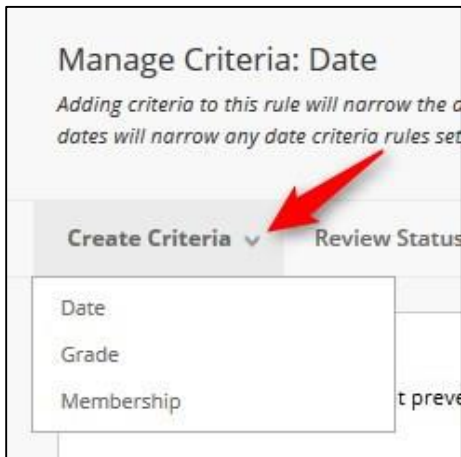 Manage Criteria: Date
Adding criteria to this rule will narrow the
dates will narrow any date criteria rules set
Create Criteria Review Status
Date
Grade
Membership t preve